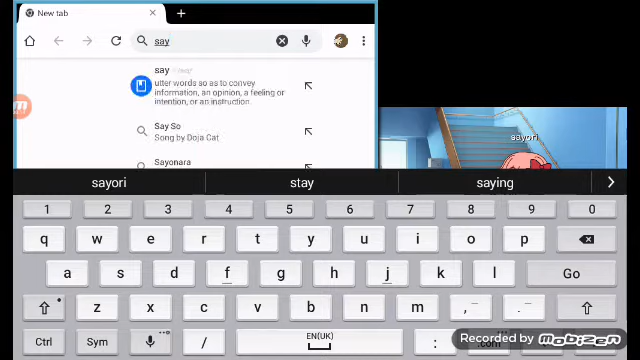 New tab
say
say
utter words so as to convey
information, an opinion, a feeling or
intention, or an instruction.
Say So
Song by Doja Cat
Sayonara
sayori
sayori stay saying
1 2 3 4 5 6 7 8 9 0
q w e r t y u i o p
a s d f g h j k l Go
z x c v b n m , _ . -
Ctrl Sym / EN(UK) : .com
Recorded by
MOBIZEN